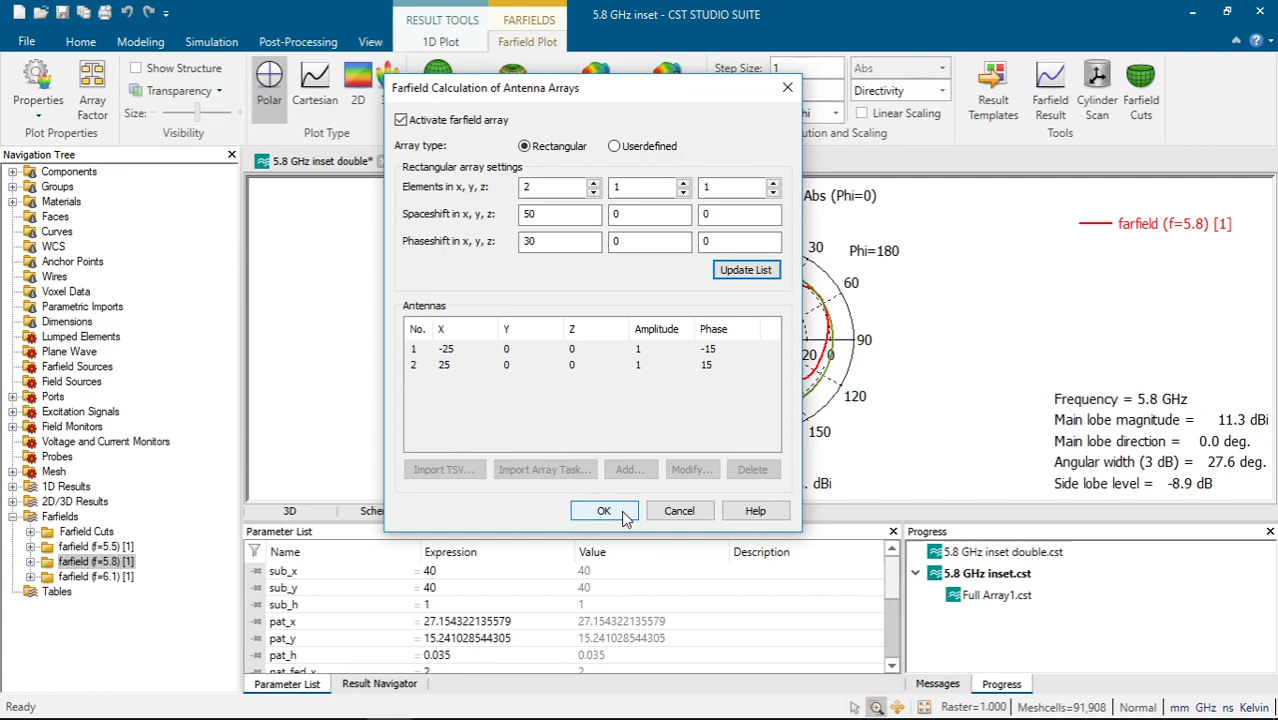 RESULT TOOLS
FARFIELDS
5.8 GHz inset - CST STUDIO SUITE
File
Home
Modeling
Simulation
Post-Processing
View
1D Plot
Farfield Plot
Properties
Array Factor
Plot Properties
Show Structure
Transparency
Size:
Visibility
Polar
Cartesian
2D
Plot Type
Step Size: 1
Abs
Directivity
Linear Scaling
Result Templates
Farfield Result
Cylinder Scan
Farfield Cuts
Tools
Navigation Tree
Components
Groups
Materials
Faces
Curves
WCS
Anchor Points
Wires
Voxel Data
Parametric Imports
Dimensions
Lumped Elements
Plane Wave
Farfield Sources
Field Sources
Ports
Excitation Signals
Field Monitors
Voltage and Current Monitors
Probes
Mesh
1D Results
2D/3D Results
Farfields
Farfield Cuts
farfield (f=5.5) [1]
farfield (f=5.8) [1]
farfield (f=6.1) [1]
Tables
5.8 GHz inset double*
Farfield Calculation of Antenna Arrays
Activate farfield array
Array type:
Rectangular
Userdefined
Rectangular array settings
Elements in x, y, z: 2 1 1
Spaceshift in x, y, z: 50 0 0
Phaseshift in x, y, z: 30 0 0
Update List
Antennas
No. X Y Z Amplitude Phase
1 -25 0 0 1 -15
2 25 0 0 1 15
Import TSV...
Import Array Task...
Add...
Modify...
Delete
OK
Cancel
Help
Abs (Phi=0)
farfield (f=5.8) [1]
30
Phi=180
60
90
20
0
120
150
dBi
Frequency = 5.8 GHz
Main lobe magnitude = 11.3 dBi
Main lobe direction = 0.0 deg.
Angular width (3 dB) = 27.6 deg.
Side lobe level = -8.9 dB
3D
Parameter List
Name Expression Value Description
sub_x = 40 40
sub_y = 40 40
sub_h = 1 1
pat_x = 27.154322135579 27.154322135579
pat_y = 15.241028544305 15.241028544305
pat_h = 0.035 0.035
pat_fed_x = 2 2
Parameter List
Result Navigator
Progress
5.8 GHz inset double.cst
5.8 GHz inset.cst
Full Array1.cst
Messages
Progress
Ready
Raster=1.000
Meshcells=91,908
Normal
mm GHz ns Kelvin